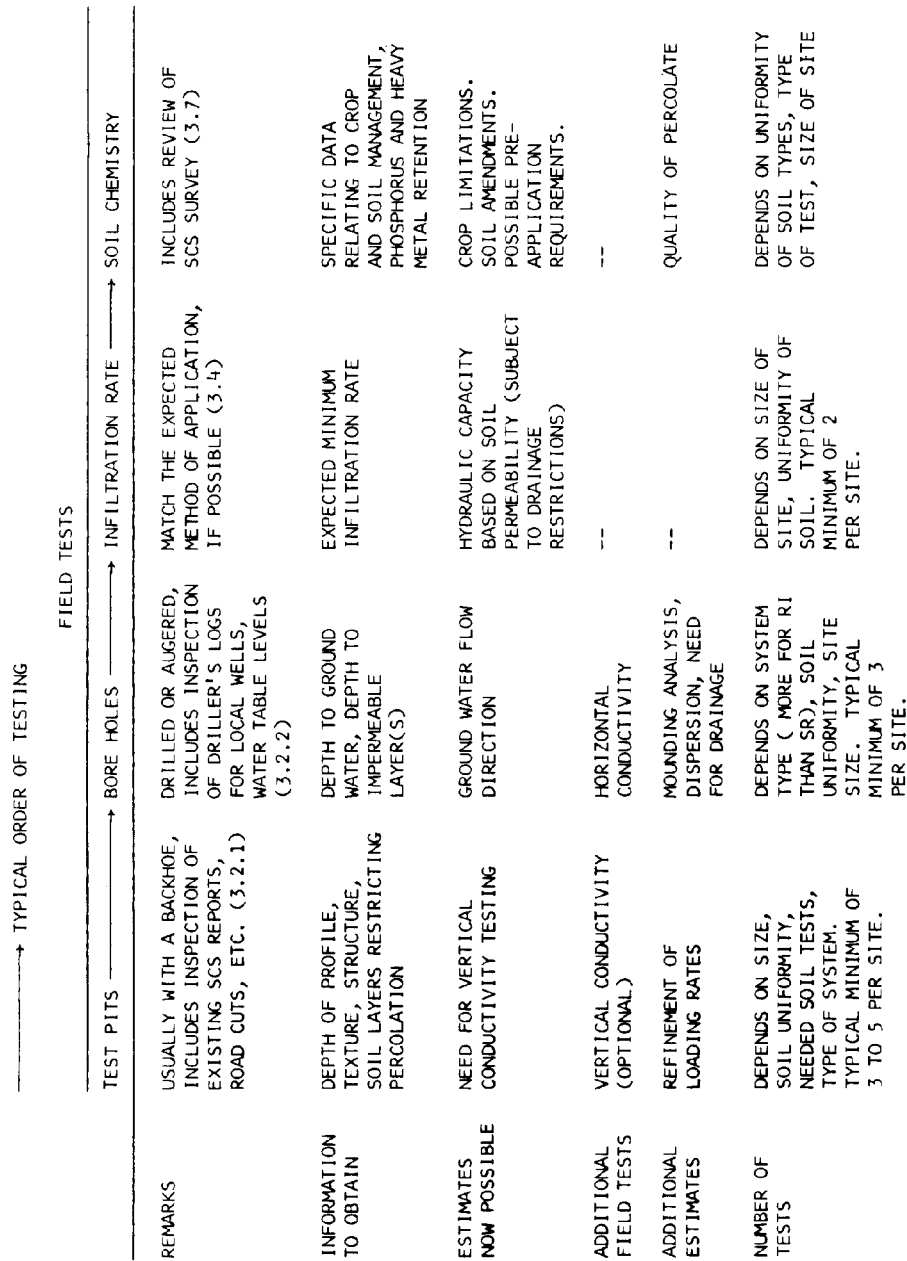 → TYPICAL ORDER OF TESTING
FIELD TESTS
TEST PITS → BORE HOLES → INFILTRATION RATE → SOIL CHEMISTRY
REMARKS
USUALLY WITH A BACKHOE,
INCLUDES INSPECTION OF
EXISTING SCS REPORTS,
ROAD CUTS, ETC. (3.2.1)
DRILLED OR AUGERED,
INCLUDES INSPECTION
OF DRILLER'S LOGS
FOR LOCAL WELLS,
WATER TABLE LEVELS
(3.2.2)
MATCH THE EXPECTED
METHOD OF APPLICATION,
IF POSSIBLE (3.4)
INCLUDES REVIEW OF
SCS SURVEY (3.7)
INFORMATION
TO OBTAIN
DEPTH OF PROFILE,
TEXTURE, STRUCTURE,
SOIL LAYERS RESTRICTING
PERCOLATION
DEPTH TO GROUND
WATER, DEPTH TO
IMPERMEABLE
LAYER(S)
EXPECTED MINIMUM
INFILTRATION RATE
SPECIFIC DATA
RELATING TO CROP
AND SOIL MANAGEMENT,
PHOSPHORUS AND HEAVY
METAL RETENTION
ESTIMATES
NOW POSSIBLE
NEED FOR VERTICAL
CONDUCTIVITY TESTING
GROUND WATER FLOW
DIRECTION
HYDRAULIC CAPACITY
BASED ON SOIL
PERMEABILITY (SUBJECT
TO DRAINAGE
RESTRICTIONS)
CROP LIMITATIONS.
SOIL AMENDMENTS.
POSSIBLE PRE-
APPLICATION
REQUIREMENTS.
ADDITIONAL
FIELD TESTS
VERTICAL CONDUCTIVITY
(OPTIONAL)
HORIZONTAL
CONDUCTIVITY
--
--
ADDITIONAL
ESTIMATES
REFINEMENT OF
LOADING RATES
MOUNDING ANALYSIS,
DISPERSION, NEED
FOR DRAINAGE
--
QUALITY OF PERCOLATE
NUMBER OF
TESTS
DEPENDS ON SIZE,
SOIL UNIFORMITY,
NEEDED SOIL TESTS,
TYPE OF SYSTEM.
TYPICAL MINIMUM OF
3 TO 5 PER SITE.
DEPENDS ON SYSTEM
TYPE ( MORE FOR RI
THAN SR), SOIL
UNIFORMITY, SITE
SIZE. TYPICAL
MINIMUM OF 3
PER SITE.
DEPENDS ON SIZE OF
SITE, UNIFORMITY OF
SOIL. TYPICAL
MINIMUM OF 2
PER SITE.
DEPENDS ON UNIFORMITY
OF SOIL TYPES, TYPE
OF TEST, SIZE OF SITE